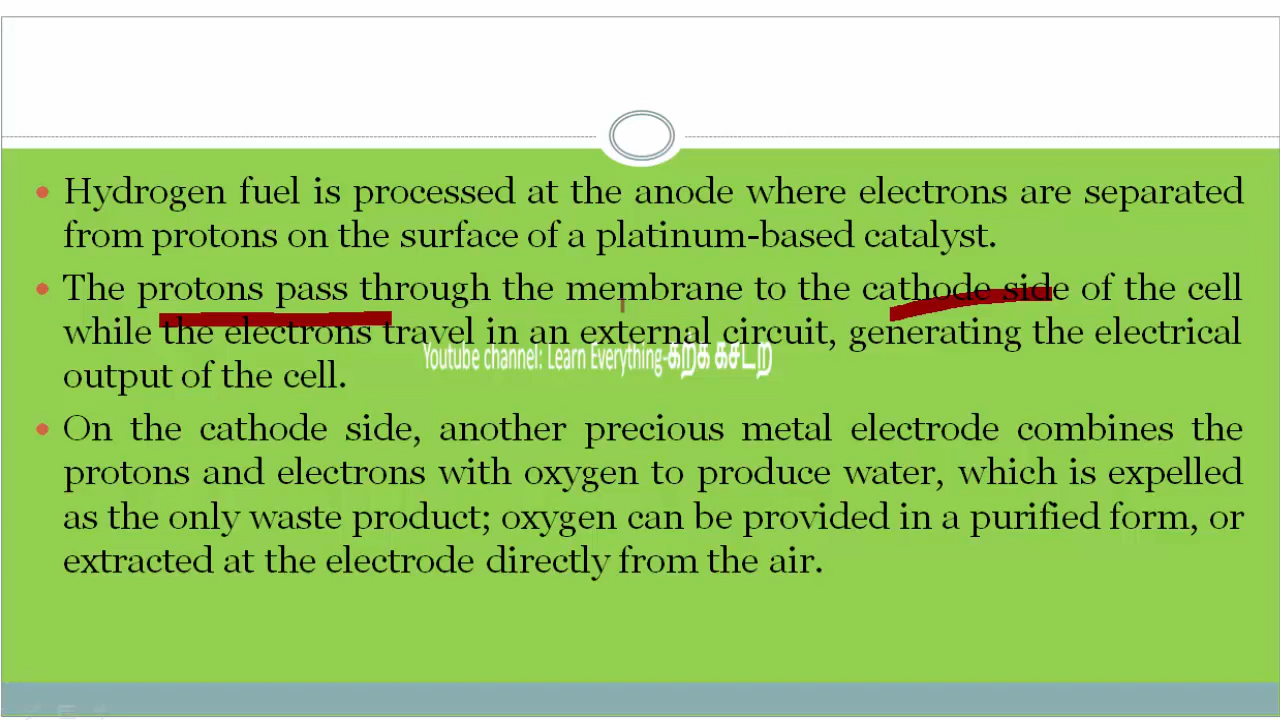 • Hydrogen fuel is processed at the anode where electrons are separated
from protons on the surface of a platinum-based catalyst.
• The protons pass through the membrane to the cathode side of the cell
while the electrons travel in an external circuit, generating the electrical
Youtube channel: Learn Everything-கற்க கசடற
output of the cell.
• On the cathode side, another precious metal electrode combines the
protons and electrons with oxygen to produce water, which is expelled
as the only waste product; oxygen can be provided in a purified form, or
extracted at the electrode directly from the air.